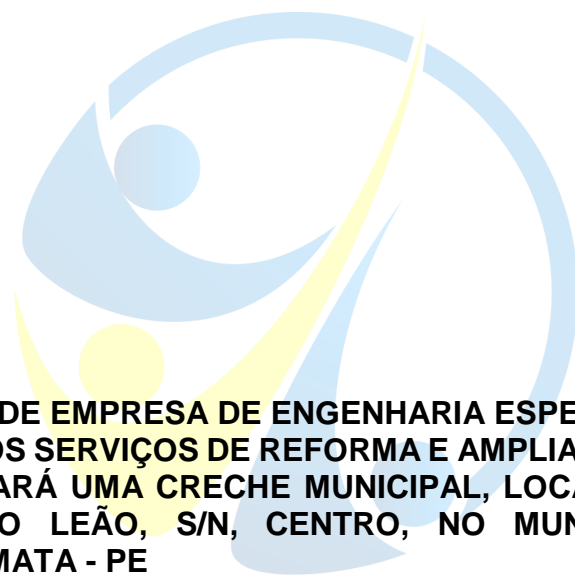 DE EMPRESA DE ENGENHARIA ESPE
OS SERVIÇOS DE REFORMA E AMPLIA
ARÁ UMA CRECHE MUNICIPAL, LOCA
O LEÃO, S/N, CENTRO, NO MUN
MATA - PE